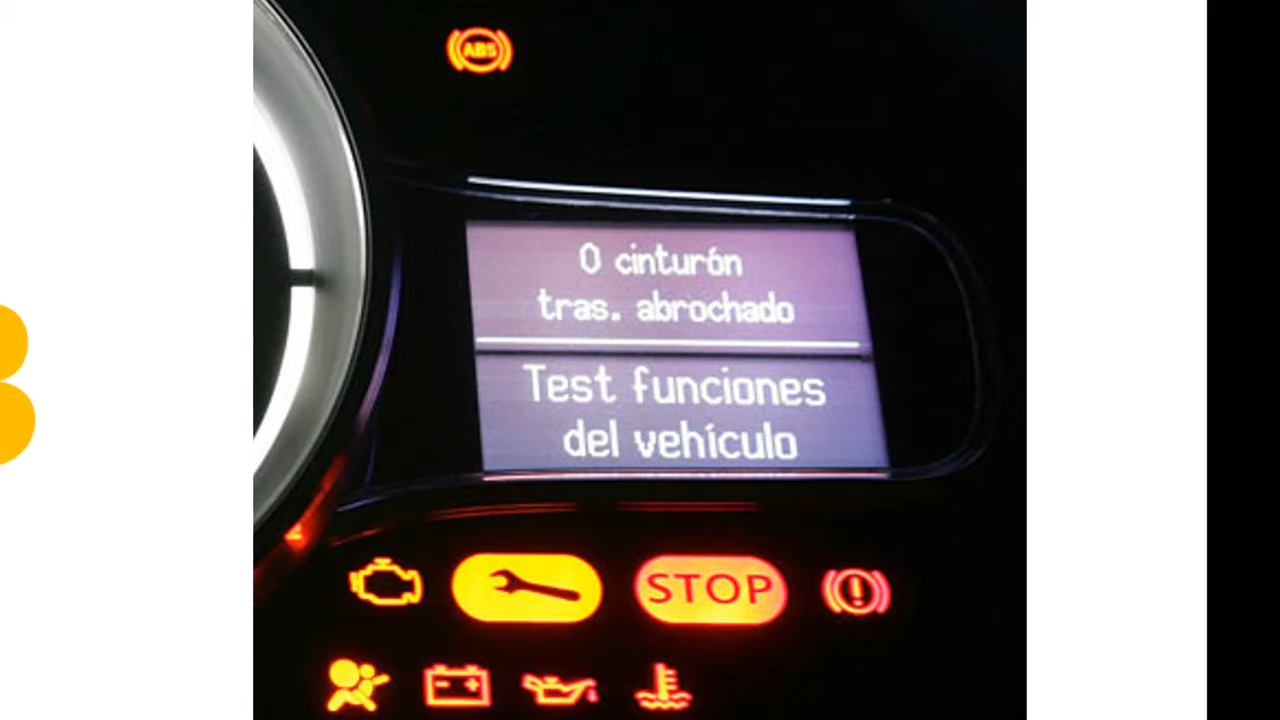 ABS
0 cinturón
tras. abrochado
Test funciones
del vehículo
STOP